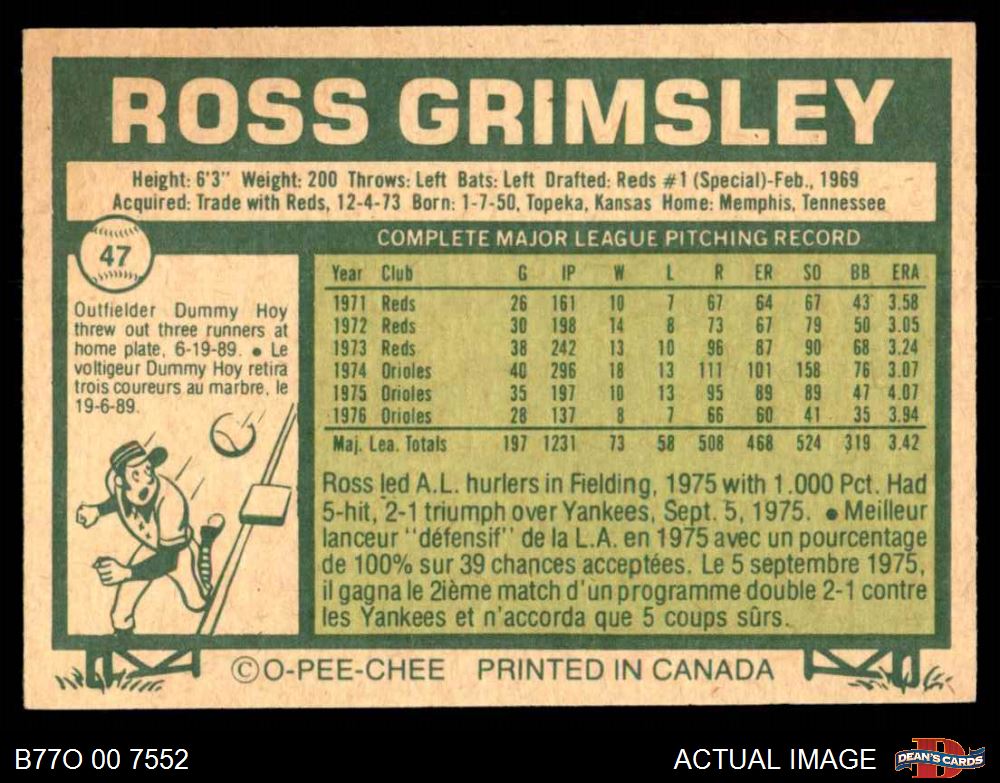 ROSS GRIMSLEY
Height: 6'3" Weight: 200 Throws: Left Bats: Left Drafted: Reds #1 (Special)-Feb., 1969
Acquired: Trade with Reds, 12-4-73 Born: 1-7-50, Topeka, Kansas Home: Memphis, Tennessee
47
Outfielder Dummy Hoy
threw out three runners at
home plate, 6-19-89. • Le
voltigeur Dummy Hoy retira
trois coureurs au marbre, le
19-6-89.
COMPLETE MAJOR LEAGUE PITCHING RECORD
Year Club G IP W L R ER SO BB ERA
1971 Reds 26 161 10 7 67 64 67 43 3.58
1972 Reds 30 198 14 8 73 67 79 50 3.05
1973 Reds 38 242 13 10 96 87 90 68 3.24
1974 Orioles 40 296 18 13 111 101 158 76 3.07
1975 Orioles 35 197 10 13 95 89 89 47 4.07
1976 Orioles 28 137 8 7 66 60 41 35 3.94
Maj. Lea. Totals 197 1231 73 58 508 468 524 319 3.42
Ross led A.L. hurlers in Fielding, 1975 with 1.000 Pct. Had
5-hit, 2-1 triumph over Yankees, Sept. 5, 1975. • Meilleur
lanceur "défensif" de la L.A. en 1975 avec un pourcentage
de 100% sur 39 chances acceptées. Le 5 septembre 1975,
il gagna le 2ième match d'un programme double 2-1 contre
les Yankees et n'accorda que 5 coups sûrs.
©O-PEE-CHEE PRINTED IN CANADA
B77O 00 7552
ACTUAL IMAGE
D
DEAN'S CARDS